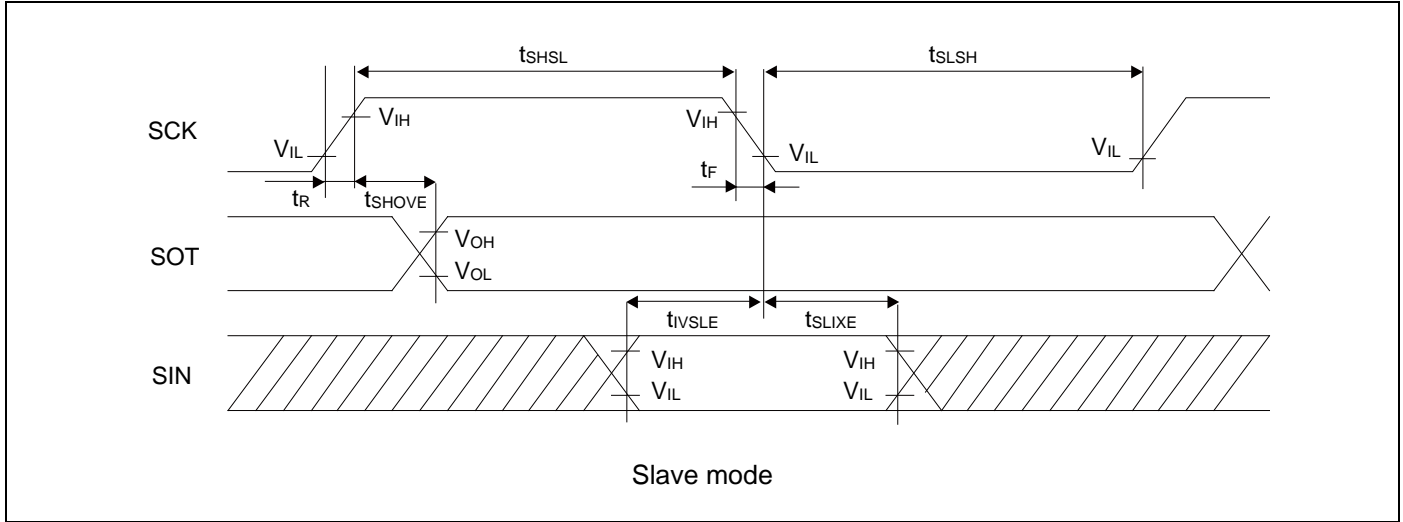 tSHSL
tSLSH
SCK
VIH
VIH
VIL
VIL
VIL
tF
tR
tSHOVE
SOT
VOH
VOL
tIVSLE
tSLIXE
SIN
VIH
VIH
VIL
VIL
Slave mode